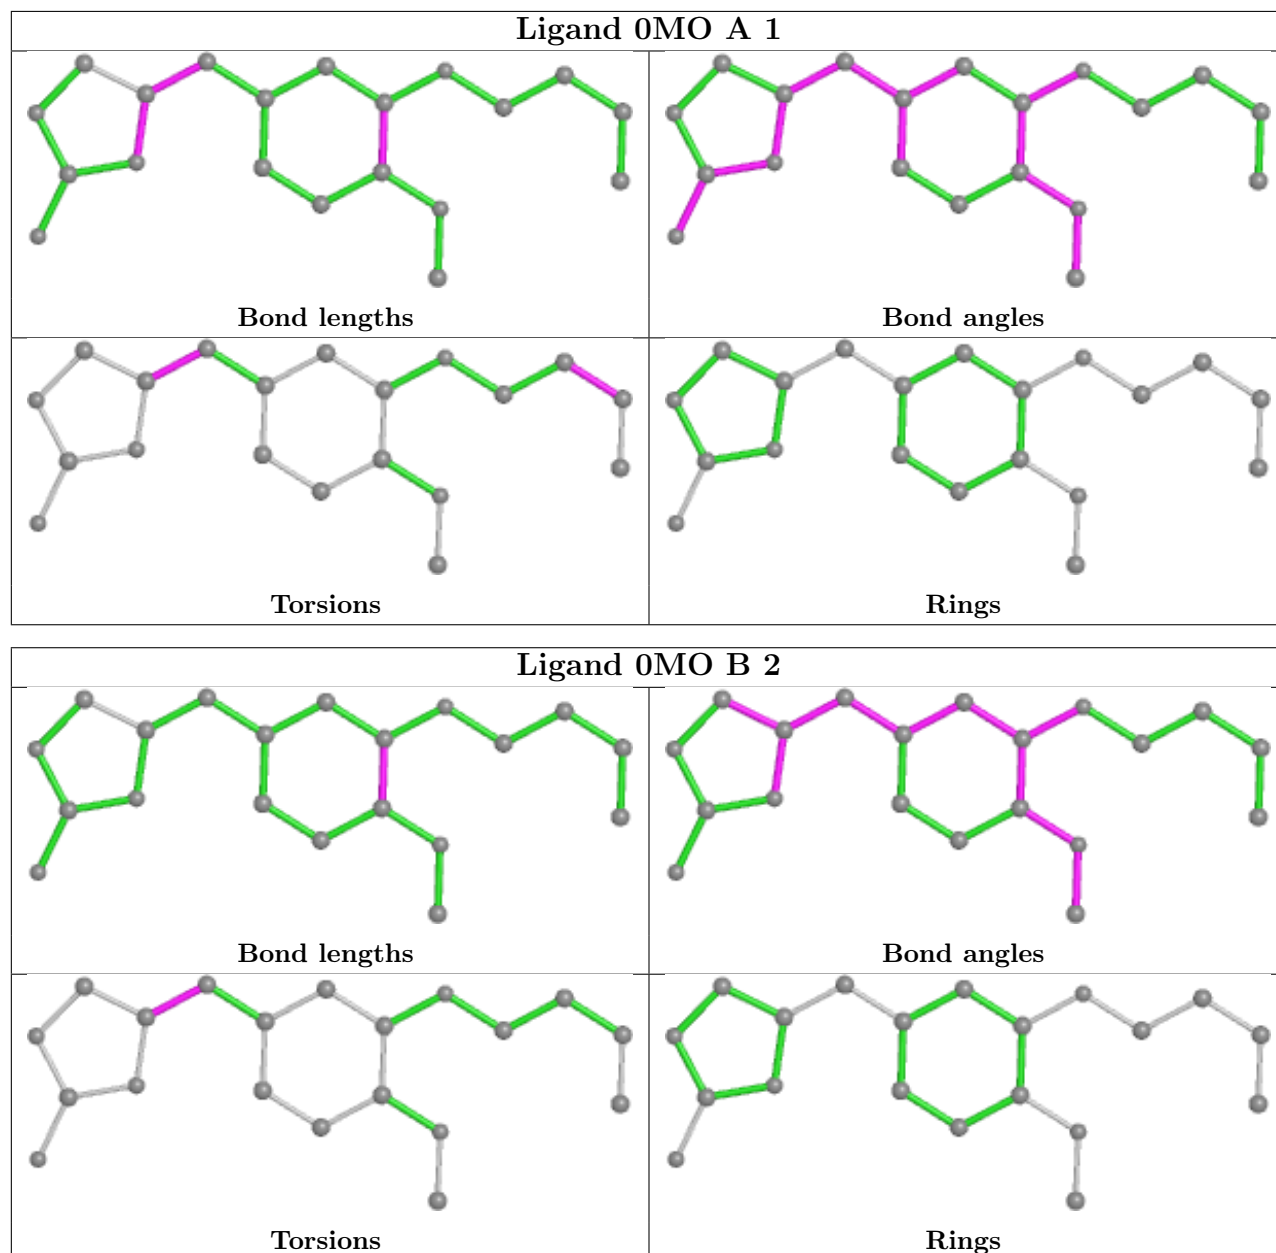 Ligand 0MO A 1
Bond lengths
Bond angles
Torsions
Rings
Ligand 0MO B 2
Bond lengths
Bond angles
Torsions
Rings